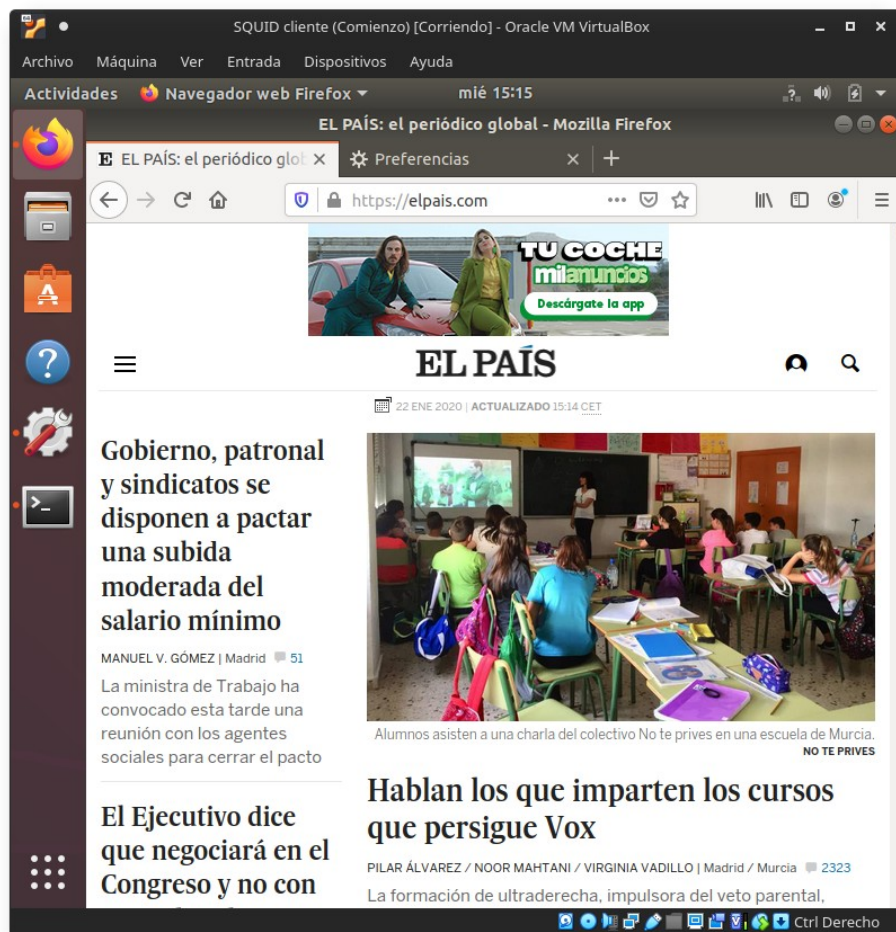 SQUID cliente (Comienzo) [Corriendo] - Oracle VM VirtualBox
Archivo Máquina Ver Entrada Dispositivos Ayuda
Actividades Navegador web Firefox mié 15:15
EL PAÍS: el periódico global - Mozilla Firefox
EL PAÍS: el periódico glob Preferencias
https://elpais.com
TU COCHE
milanuncios
Descárgate la app
EL PAÍS
22 ENE 2020 | ACTUALIZADO 15:14 CET
Gobierno, patronal
y sindicatos se
disponen a pactar
una subida
moderada del
salario mínimo
MANUEL V. GÓMEZ | Madrid 51
La ministra de Trabajo ha
convocado esta tarde una
reunión con los agentes
sociales para cerrar el pacto
El Ejecutivo dice
que negociará en el
Congreso y no con
Alumnos asisten a una charla del colectivo No te prives en una escuela de Murcia.
NO TE PRIVES
Hablan los que imparten los cursos
que persigue Vox
PILAR ÁLVAREZ / NOOR MAHTANI / VIRGINIA VADILLO | Madrid / Murcia 2323
La formación de ultraderecha, impulsora del veto parental,
Ctrl Derecho